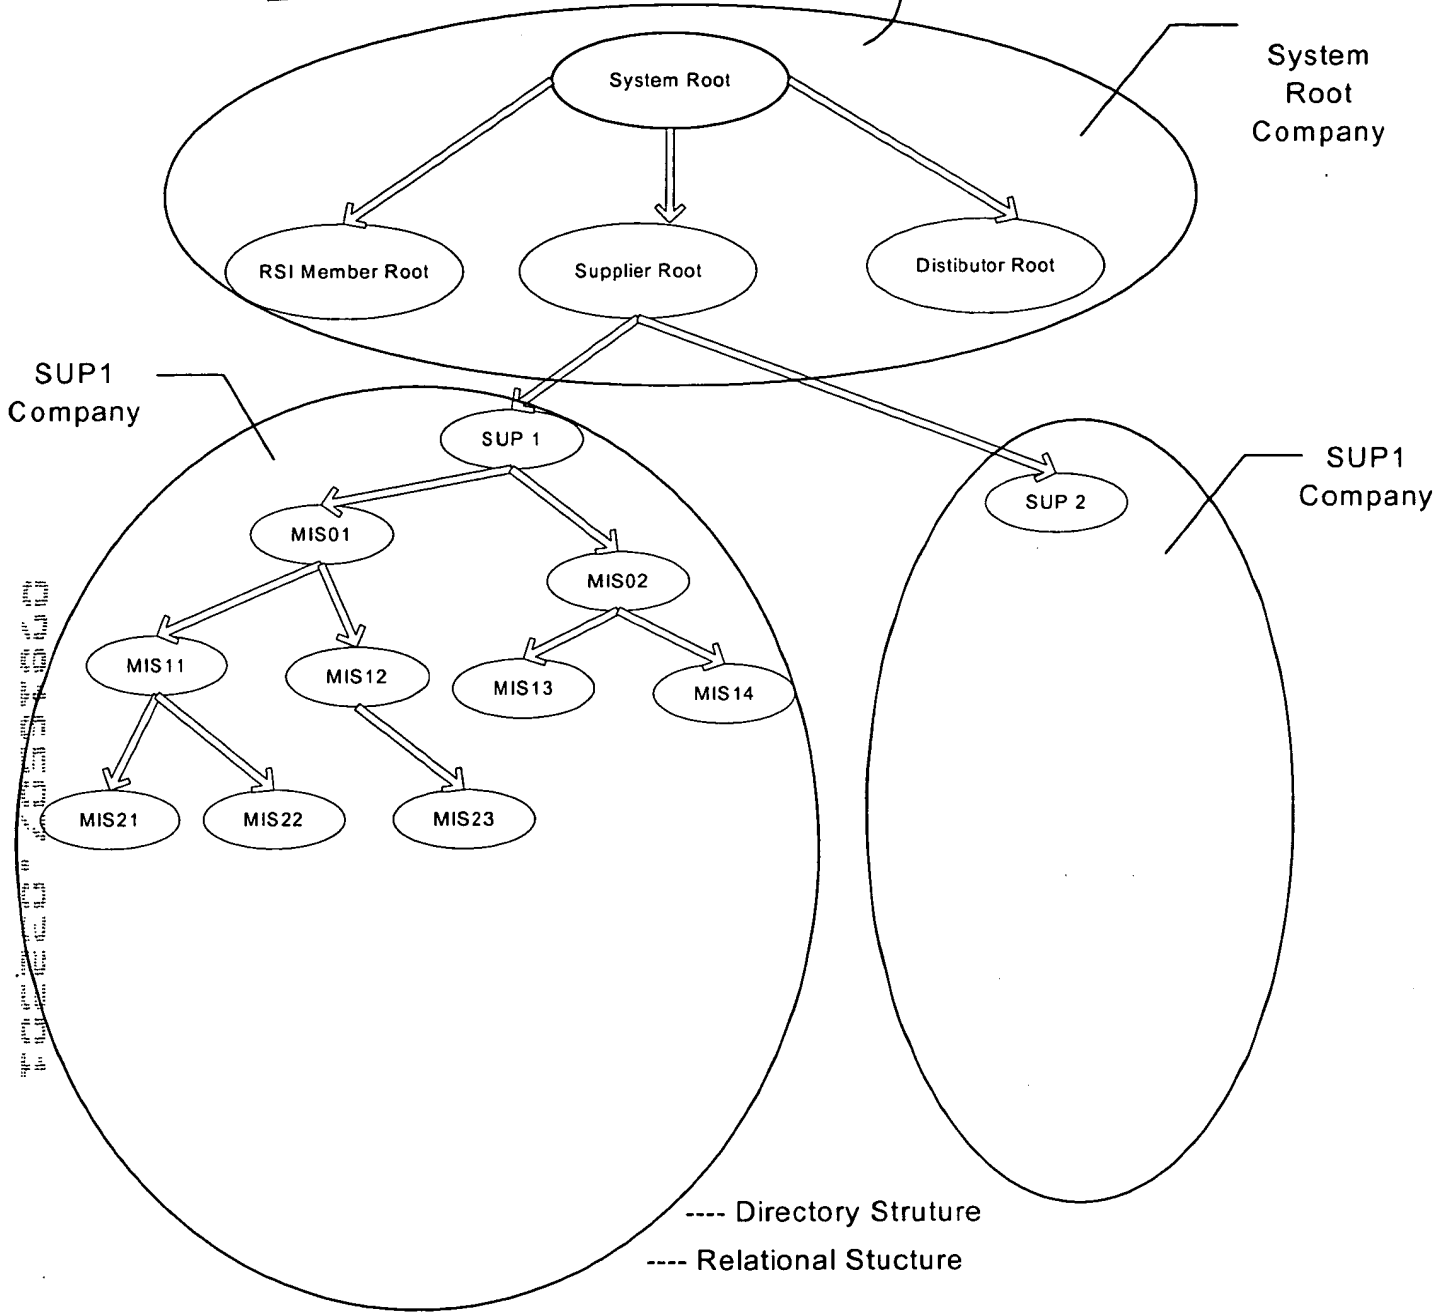 System
Root
Company
System Root
RSI Member Root
Supplier Root
Distibutor Root
SUP1
Company
SUP 1
SUP1
Company
SUP 2
MIS01
MIS02
MIS11
MIS12
MIS13
MIS14
MIS21
MIS22
MIS23
---- Directory Struture
---- Relational Stucture